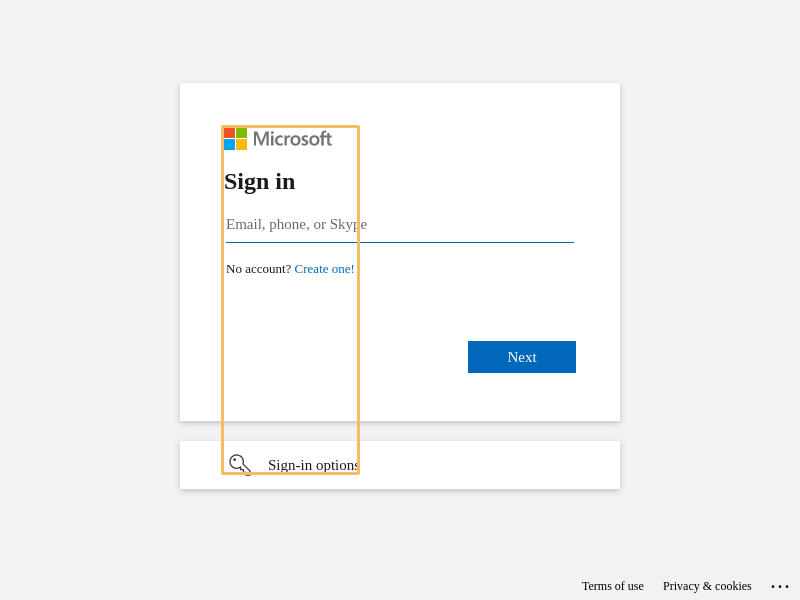 Microsoft
Sign in
Email, phone, or Skype
No account? Create one!
Next
Sign-in options
Terms of use Privacy & cookies ...